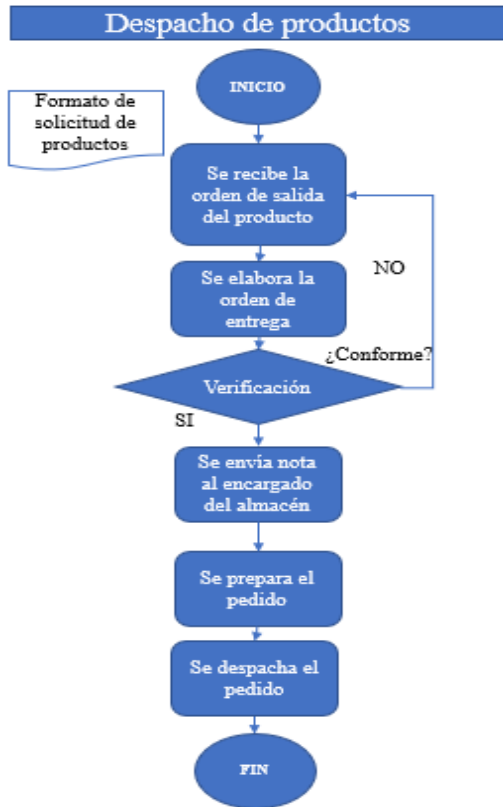 Despacho de productos
INICIO
Formato de
solicitud de
productos
Se recibe la
orden de salida
del producto
NO
Se elabora la
orden de
entrega
¿Conforme?
Verificación
SI
Se envía nota
al encargado
del almacén
Se prepara el
pedido
Se despacha el
pedido
FIN